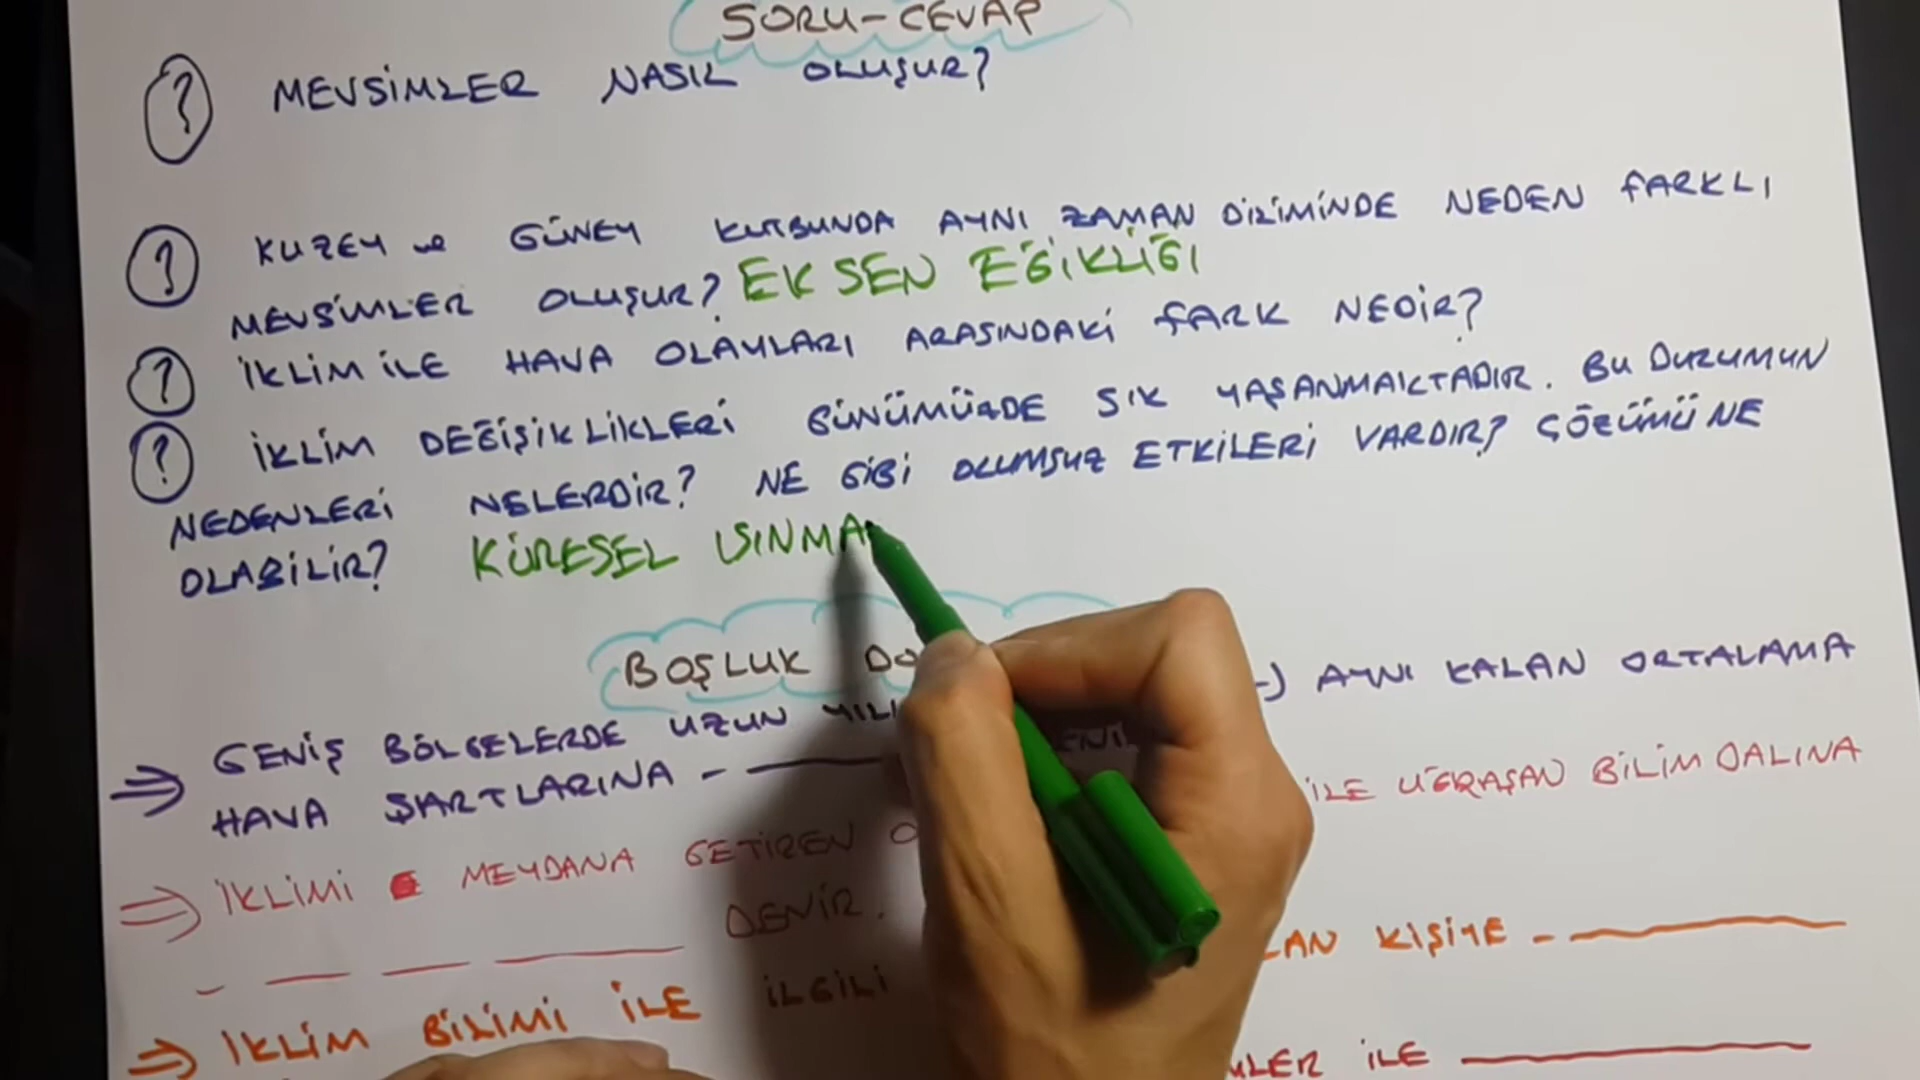 SORU-CEVAP
? MEVSİMLER NASIL OLUŞUR?
? KUZEY ve GÜNEY KUTBUNDA AYNI ZAMAN DİLİMİNDE NEDEN FARKLI
MEVSİMLER OLUŞUR? EKSEN EĞİKLİĞİ
? İKLİM İLE HAVA OLAYLARI ARASINDAKİ FARK NEDİR?
? İKLİM DEĞİŞİKLİKLERİ GÜNÜMÜZDE SIK YAŞANMAKTADIR. BU DURUMUN
NEDENLERİ NELERDİR? NE GİBİ OLUMSUZ ETKİLERİ VARDIR? ÇÖZÜMÜ NE
OLABİLİR? KÜRESEL ISINMA
BOŞLUK
⇒ GENİŞ BÖLGELERDE UZUN AYNI KALAN ORTALAMA
HAVA ŞARTLARINA
⇒ İKLİMİ MEYDANA GETİREN İLE UĞRAŞAN BİLİM DALINA
DENİR.
⇒ İKLİM BİLİMİ İLE İLGİLİ KİŞİYE
İLE